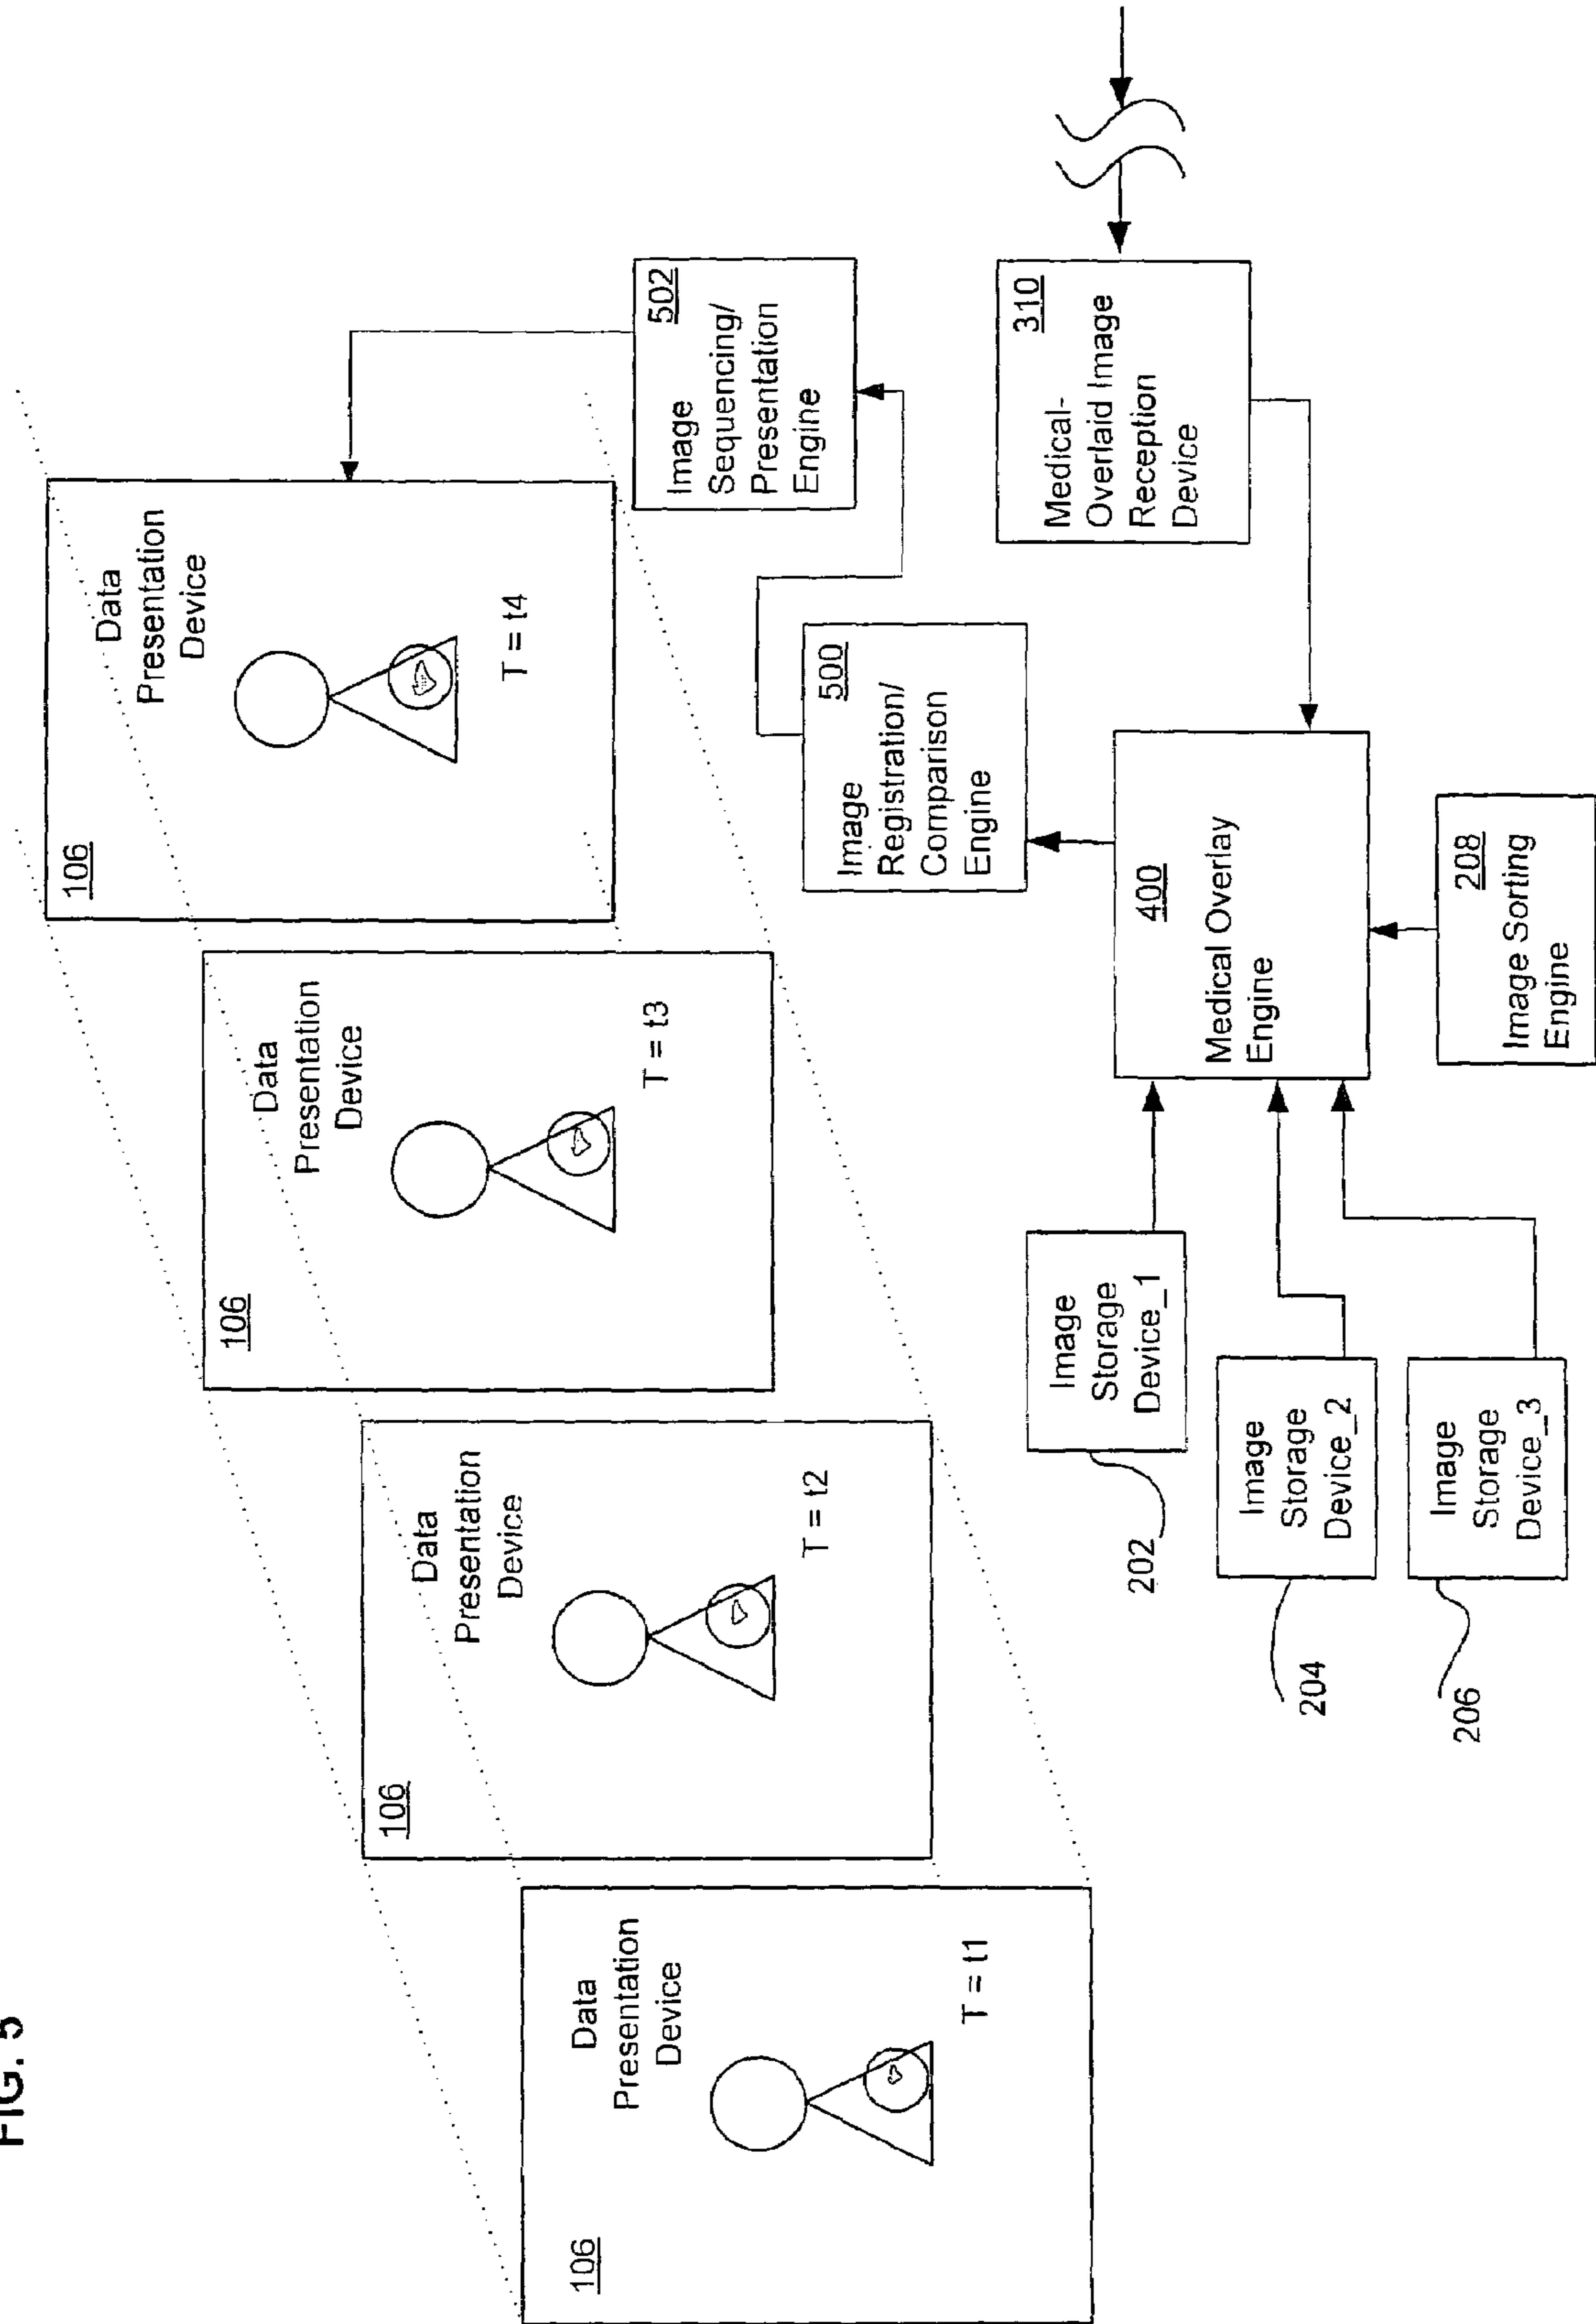 FIG. 5
106
Data
Presentation
Device
T = t1
106
Data
Presentation
Device
T = t2
106
Data
Presentation
Device
T = t3
106
Data
Presentation
Device
T = t4
502
Image
Sequencing/
Presentation
Engine
500
Image
Registration/
Comparison
Engine
310
Medical-
Overlaid Image
Reception
Device
400
Medical Overlay
Engine
208
Image Sorting
Engine
Image
Storage
Device_1
202
Image
Storage
Device_2
204
Image
Storage
Device_3
206